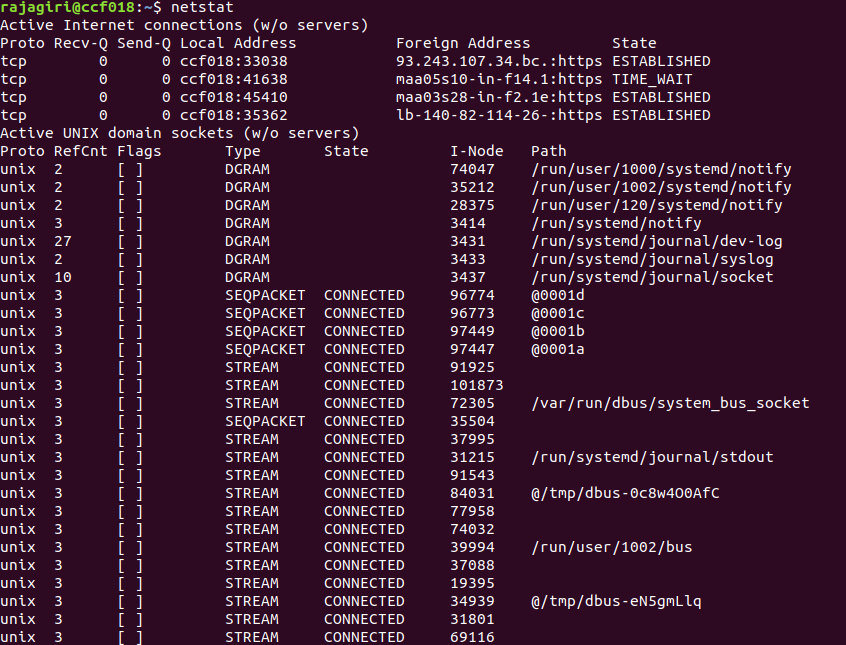 rajagiri@ccf018:~$ netstat
Active Internet connections (w/o servers)
Proto Recv-Q Send-Q Local Address           Foreign Address         State
tcp        0      0 ccf018:33038            93.243.107.34.bc.:https ESTABLISHED
tcp        0      0 ccf018:41638            maa05s10-in-f14.1:https TIME_WAIT
tcp        0      0 ccf018:45410            maa03s28-in-f2.1e:https ESTABLISHED
tcp        0      0 ccf018:35362            lb-140-82-114-26-:https ESTABLISHED
Active UNIX domain sockets (w/o servers)
Proto RefCnt Flags       Type       State         I-Node   Path
unix  2      [ ]         DGRAM                    74047    /run/user/1000/systemd/notify
unix  2      [ ]         DGRAM                    35212    /run/user/1002/systemd/notify
unix  2      [ ]         DGRAM                    28375    /run/user/120/systemd/notify
unix  3      [ ]         DGRAM                    3414     /run/systemd/notify
unix  27     [ ]         DGRAM                    3431     /run/systemd/journal/dev-log
unix  2      [ ]         DGRAM                    3433     /run/systemd/journal/syslog
unix  10     [ ]         DGRAM                    3437     /run/systemd/journal/socket
unix  3      [ ]         SEQPACKET  CONNECTED     96774    @0001d
unix  3      [ ]         SEQPACKET  CONNECTED     96773    @0001c
unix  3      [ ]         SEQPACKET  CONNECTED     97449    @0001b
unix  3      [ ]         SEQPACKET  CONNECTED     97447    @0001a
unix  3      [ ]         STREAM     CONNECTED     91925
unix  3      [ ]         STREAM     CONNECTED     101873
unix  3      [ ]         STREAM     CONNECTED     72305    /var/run/dbus/system_bus_socket
unix  3      [ ]         SEQPACKET  CONNECTED     35504
unix  3      [ ]         STREAM     CONNECTED     37995
unix  3      [ ]         STREAM     CONNECTED     31215    /run/systemd/journal/stdout
unix  3      [ ]         STREAM     CONNECTED     91543
unix  3      [ ]         STREAM     CONNECTED     84031    @/tmp/dbus-0c8w4O0AfC
unix  3      [ ]         STREAM     CONNECTED     77958
unix  3      [ ]         STREAM     CONNECTED     74032
unix  3      [ ]         STREAM     CONNECTED     39994    /run/user/1002/bus
unix  3      [ ]         STREAM     CONNECTED     37088
unix  3      [ ]         STREAM     CONNECTED     19395
unix  3      [ ]         STREAM     CONNECTED     34939    @/tmp/dbus-eN5gmLlq
unix  3      [ ]         STREAM     CONNECTED     31801
unix  3      [ ]         STREAM     CONNECTED     69116